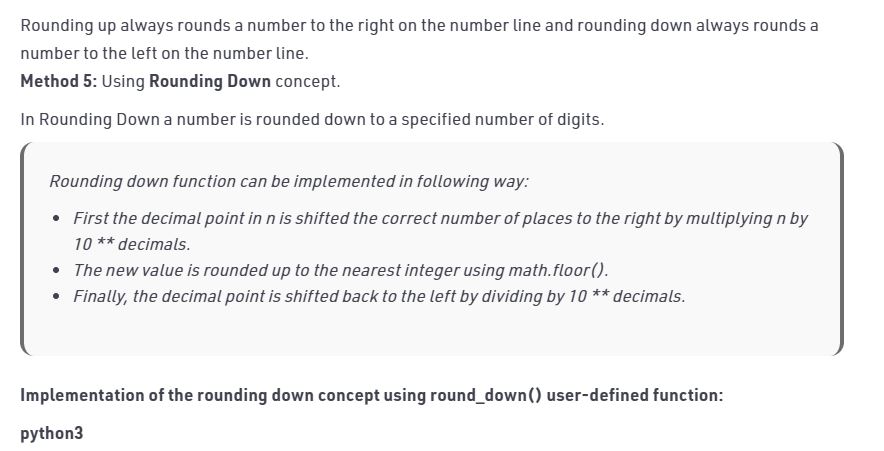 Rounding up always rounds a number to the right on the number line and rounding down always rounds a
number to the left on the number line.
Method 5: Using Rounding Down concept.
In Rounding Down a number is rounded down to a specified number of digits.
Rounding down function can be implemented in following way:
• First the decimal point in n is shifted the correct number of places to the right by multiplying n by
10 ** decimals.
• The new value is rounded up to the nearest integer using math.floor().
• Finally, the decimal point is shifted back to the left by dividing by 10 ** decimals.
Implementation of the rounding down concept using round_down() user-defined function:
python3